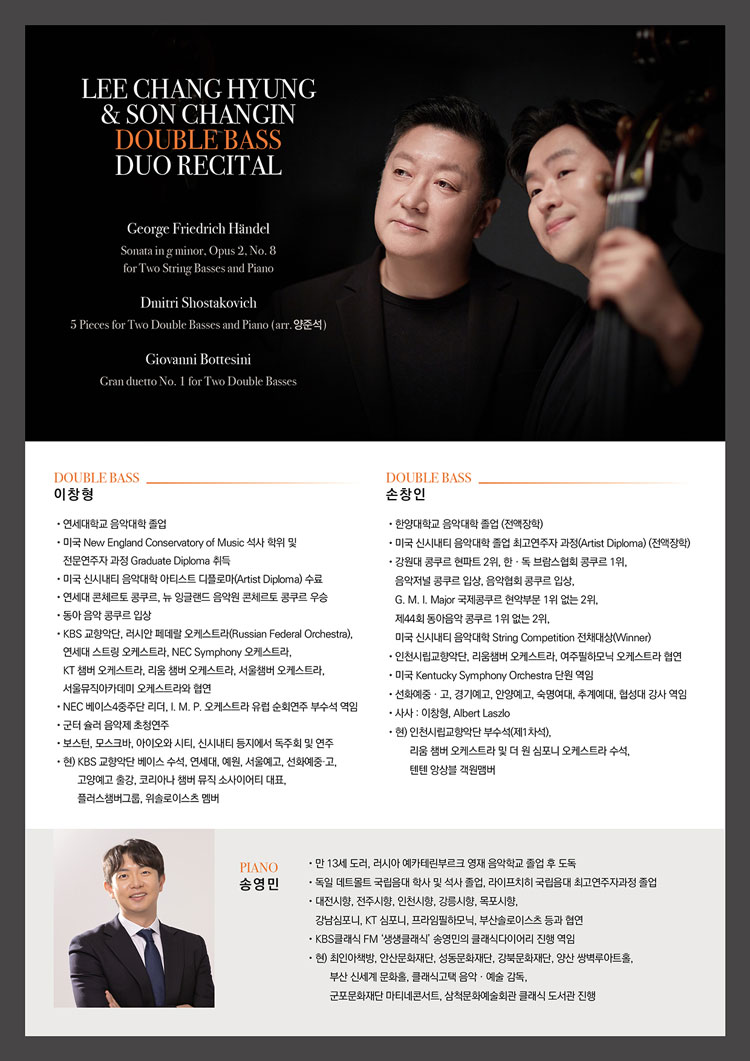 LEE CHANG HYUNG
& SON CHANGIN
DOUBLE BASS
DUO RECITAL
George Friedrich Händel
Sonata in g minor, Opus 2, No. 8
for Two String Basses and Piano
Dmitri Shostakovich
5 Pieces for Two Double Basses and Piano (arr. 양준석)
Giovanni Bottesini
Gran duetto No. 1 for Two Double Basses
DOUBLE BASS
이창형
• 연세대학교 음악대학 졸업
• 미국 New England Conservatory of Music 석사 학위 및
전문연주자 과정 Graduate Diploma 취득
• 미국 신시내티 음악대학 아티스트 디플로마(Artist Diploma) 수료
• 연세대 콘체르토 콩쿠르, 뉴 잉글랜드 음악원 콘체르토 콩쿠르 우승
• 동아 음악 콩쿠르 입상
• KBS 교향악단, 러시안 페데랄 오케스트라(Russian Federal Orchestra),
연세대 스트링 오케스트라, NEC Symphony 오케스트라,
KT 챔버 오케스트라, 리움 챔버 오케스트라, 서울챔버 오케스트라,
서울뮤직아카데미 오케스트라와 협연
• NEC 베이스4중주단 리더, I. M. P. 오케스트라 유럽 순회연주 부수석 역임
• 군터 슐러 음악제 초청연주
• 보스턴, 모스크바, 아이오와 시티, 신시내티 등지에서 독주회 및 연주
• 현) KBS 교향악단 베이스 수석, 연세대, 예원, 서울예고, 선화예중·고,
고양예고 출강, 코리아나 챔버 뮤직 소사이어티 대표,
플러스챔버그룹, 위솔로이스츠 멤버
DOUBLE BASS
손창인
• 한양대학교 음악대학 졸업 (전액장학)
• 미국 신시내티 음악대학 졸업 최고연주자 과정(Artist Diploma) (전액장학)
• 강원대 콩쿠르 현파트 2위, 한 · 독 브람스협회 콩쿠르 1위,
음악저널 콩쿠르 입상, 음악협회 콩쿠르 입상,
G. M. I. Major 국제콩쿠르 현악부문 1위 없는 2위,
제44회 동아음악 콩쿠르 1위 없는 2위,
미국 신시내티 음악대학 String Competition 전채대상(Winner)
• 인천시립교향악단, 리움챔버 오케스트라, 여주필하모닉 오케스트라 협연
• 미국 Kentucky Symphony Orchestra 단원 역임
• 선화예중 · 고, 경기예고, 안양예고, 숙명여대, 추계예대, 협성대 강사 역임
• 사사 : 이창형, Albert Laszlo
• 현) 인천시립교향악단 부수석(제1차석),
리움 챔버 오케스트라 및 더 원 심포니 오케스트라 수석,
텐텐 앙상블 객원맴버
PIANO
송영민
• 만 13세 도러, 러시아 예카테린부르크 영재 음악학교 졸업 후 도독
• 독일 데트몰트 국립음대 학사 및 석사 졸업, 라이프치히 국립음대 최고연주자과정 졸업
• 대전시향, 전주시향, 인천시향, 강릉시향, 목포시향,
강남심포니, KT 심포니, 프라임필하모닉, 부산솔로이스츠 등과 협연
• KBS클래식 FM '생생클래식' 송영민의 클래식다이어리 진행 역임
• 현) 최인아책방, 안산문화재단, 성동문화재단, 강북문화재단, 양산 쌍벽루아트홀,
부산 신세계 문화홀, 클래식고택 음악 · 예술 감독,
군포문화재단 마티네콘서트, 삼척문화예술회관 클래식 도서관 진행